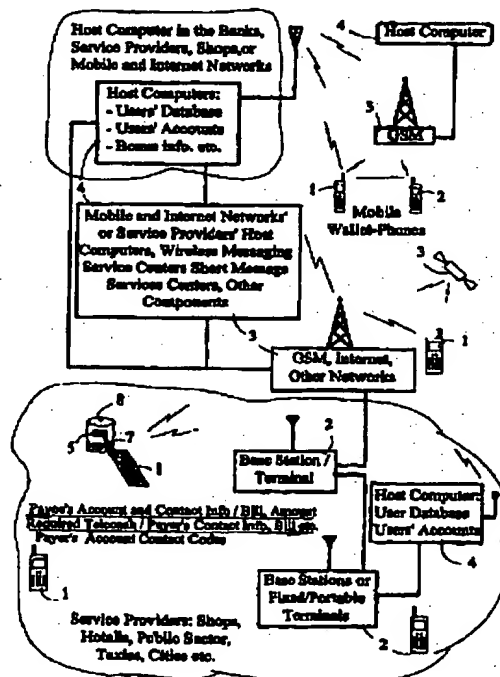 Host Computer in the Banks,
Service Providers, Shops,or
Mobile and Internet Networks
Host Computers:
- Users' Database
- Users' Accounts
- Bonus info. etc.
4
4
Host Computer
3
GSM
1
2
Mobile
Wallet-Phones
Mobile and Internet Networks'
or Service Providers' Host
Computers, Wireless Messaging
Service Centers Short Message
Services Centers, Other
Components
3
3
1
GSM, Internet,
Other Networks
8
5
7
1
2
Base Station /
Terminal
Host Computer:
User Database
Users' Accounts
4
Payee's Account and Contact Info / Bill, Amount
Required Telecash / Payer's Contact Info, Bill etc.
Payer's Account Contact Codes
1
Base Stations or
Fixed/Portable
Terminals
2
Service Providers: Shops,
Hotalls, Public Sector,
Taxies, Cities etc.